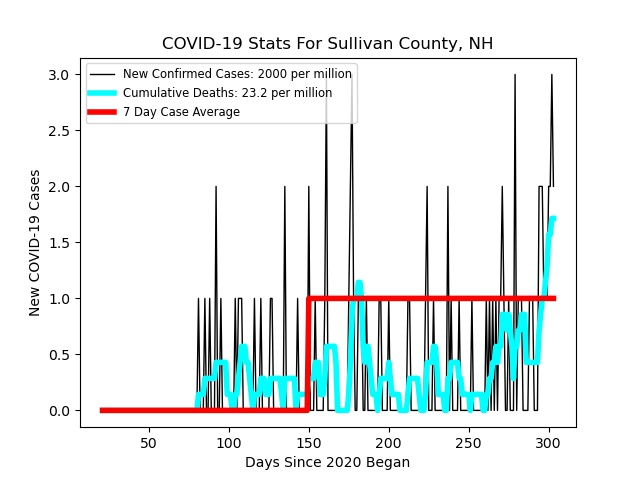 COVID-19 Stats For Sullivan County, NH
New Confirmed Cases: 2000 per million
Cumulative Deaths: 23.2 per million
7 Day Case Average
New COVID-19 Cases
3.0
2.5
2.0
1.5
1.0
0.5
0.0
50 100 150 200 250 300
Days Since 2020 Began